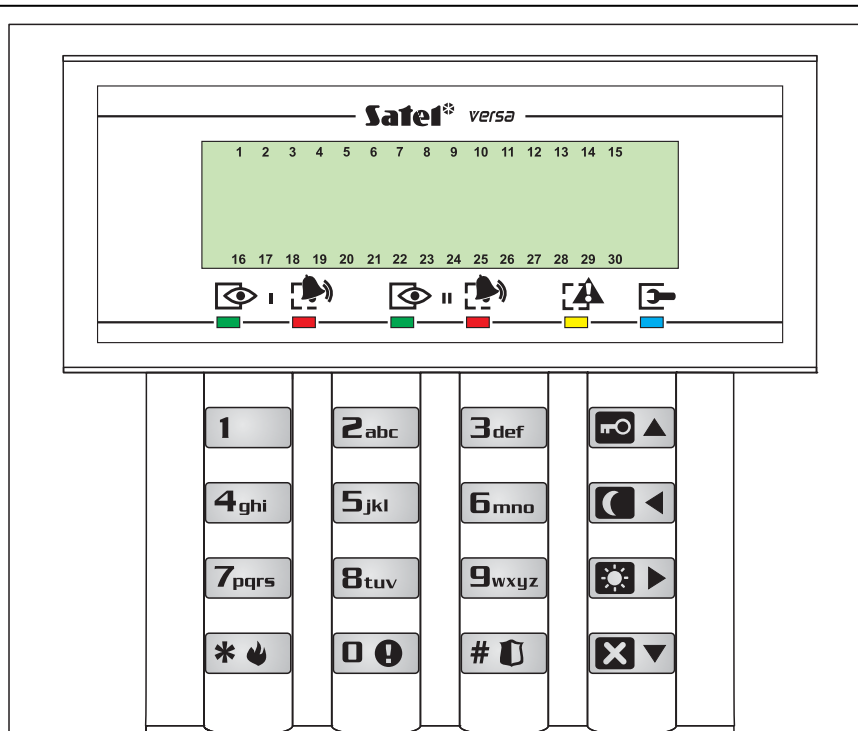 Satel* versa
1 2 3 4 5 6 7 8 9 10 11 12 13 14 15
16 17 18 19 20 21 22 23 24 25 26 27 28 29 30
I II
1 2abc 3def
4ghi 5jkl 6mno
7pqrs 8tuv 9wxyz
* 0 #